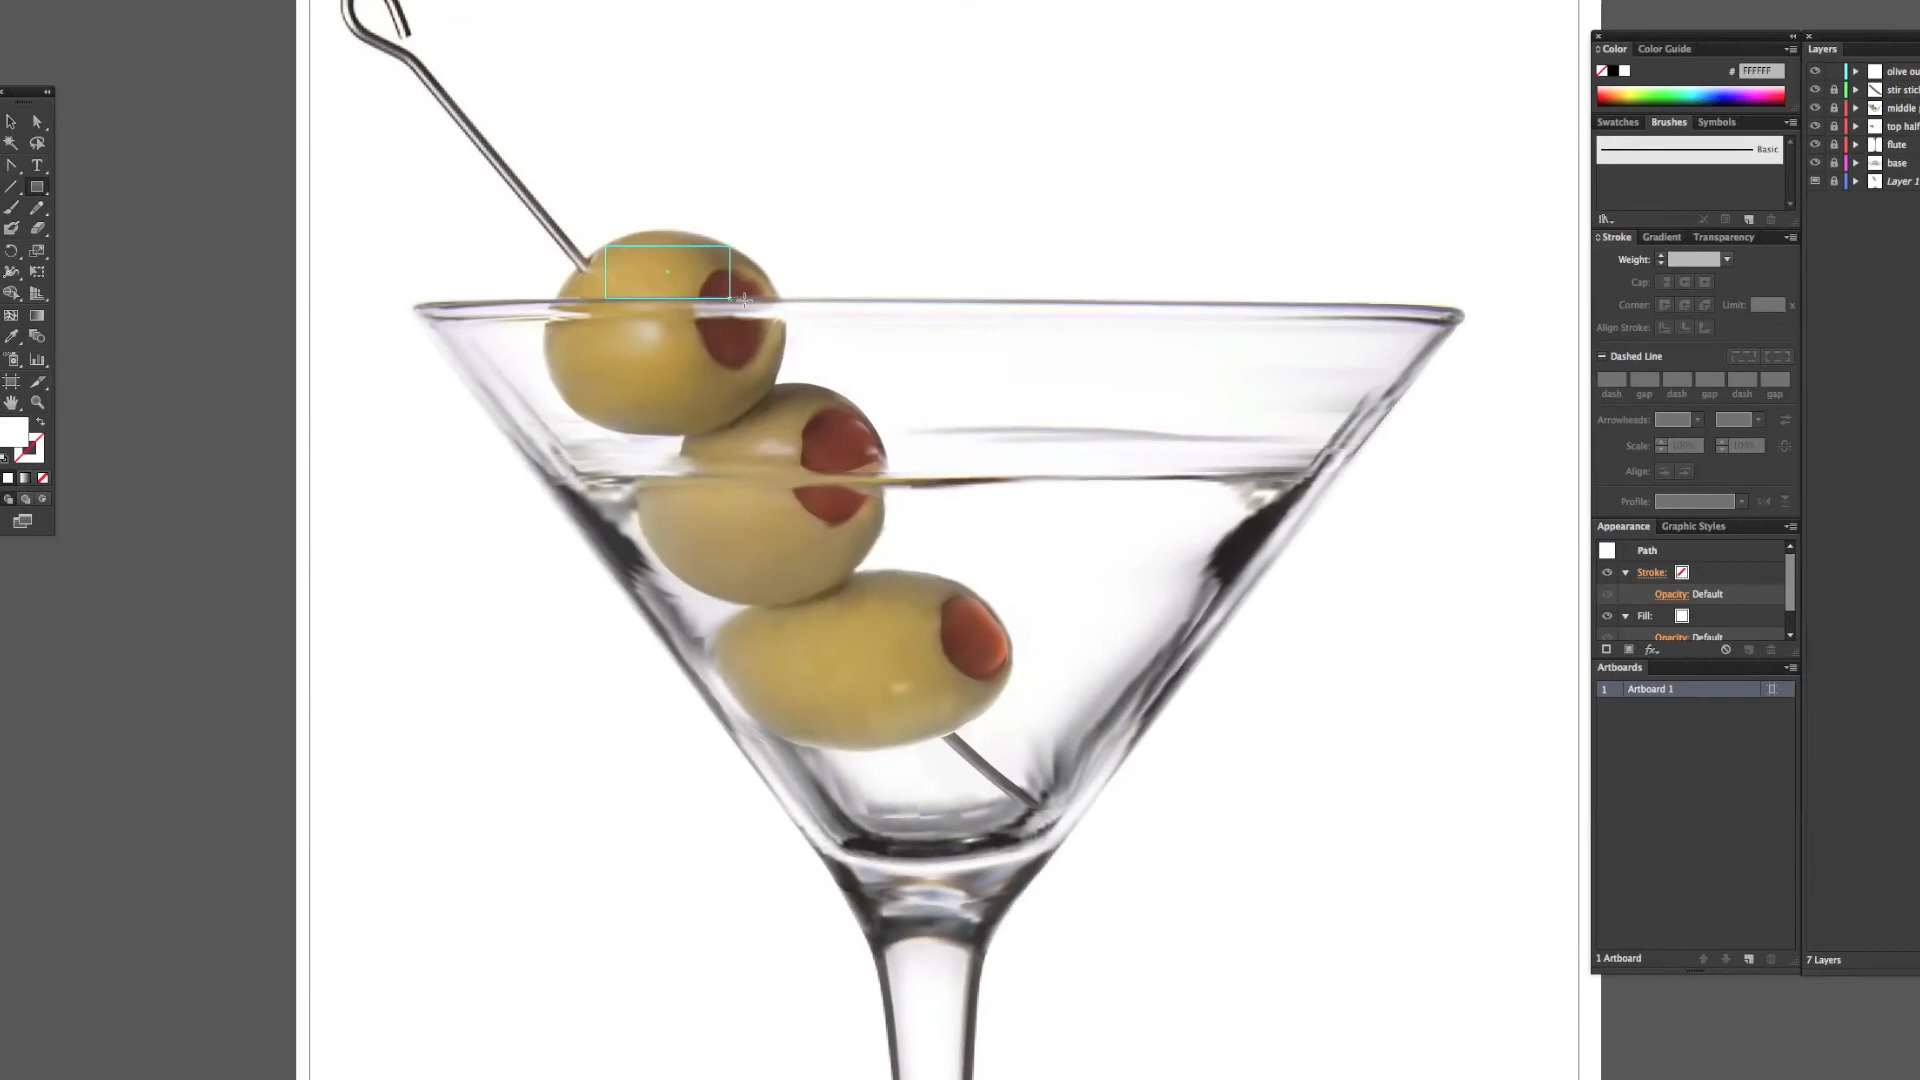 Color Color Guide
# FFFFFF
Swatches Brushes Symbols
Basic
Stroke Gradient Transparency
Weight:
Cap:
Corner: Limit: x
Align Stroke:
Dashed Line
dash gap dash gap dash gap
Arrowheads:
Scale: 100% 100%
Align:
Profile:
Appearance Graphic Styles
Path
Stroke:
Opacity: Default
Fill:
Opacity: Default
fx
Artboards
1 Artboard 1
1 Artboard
Layers
olive ou
stir stic
middle
top half
flute
base
Layer 1
7 Layers
T